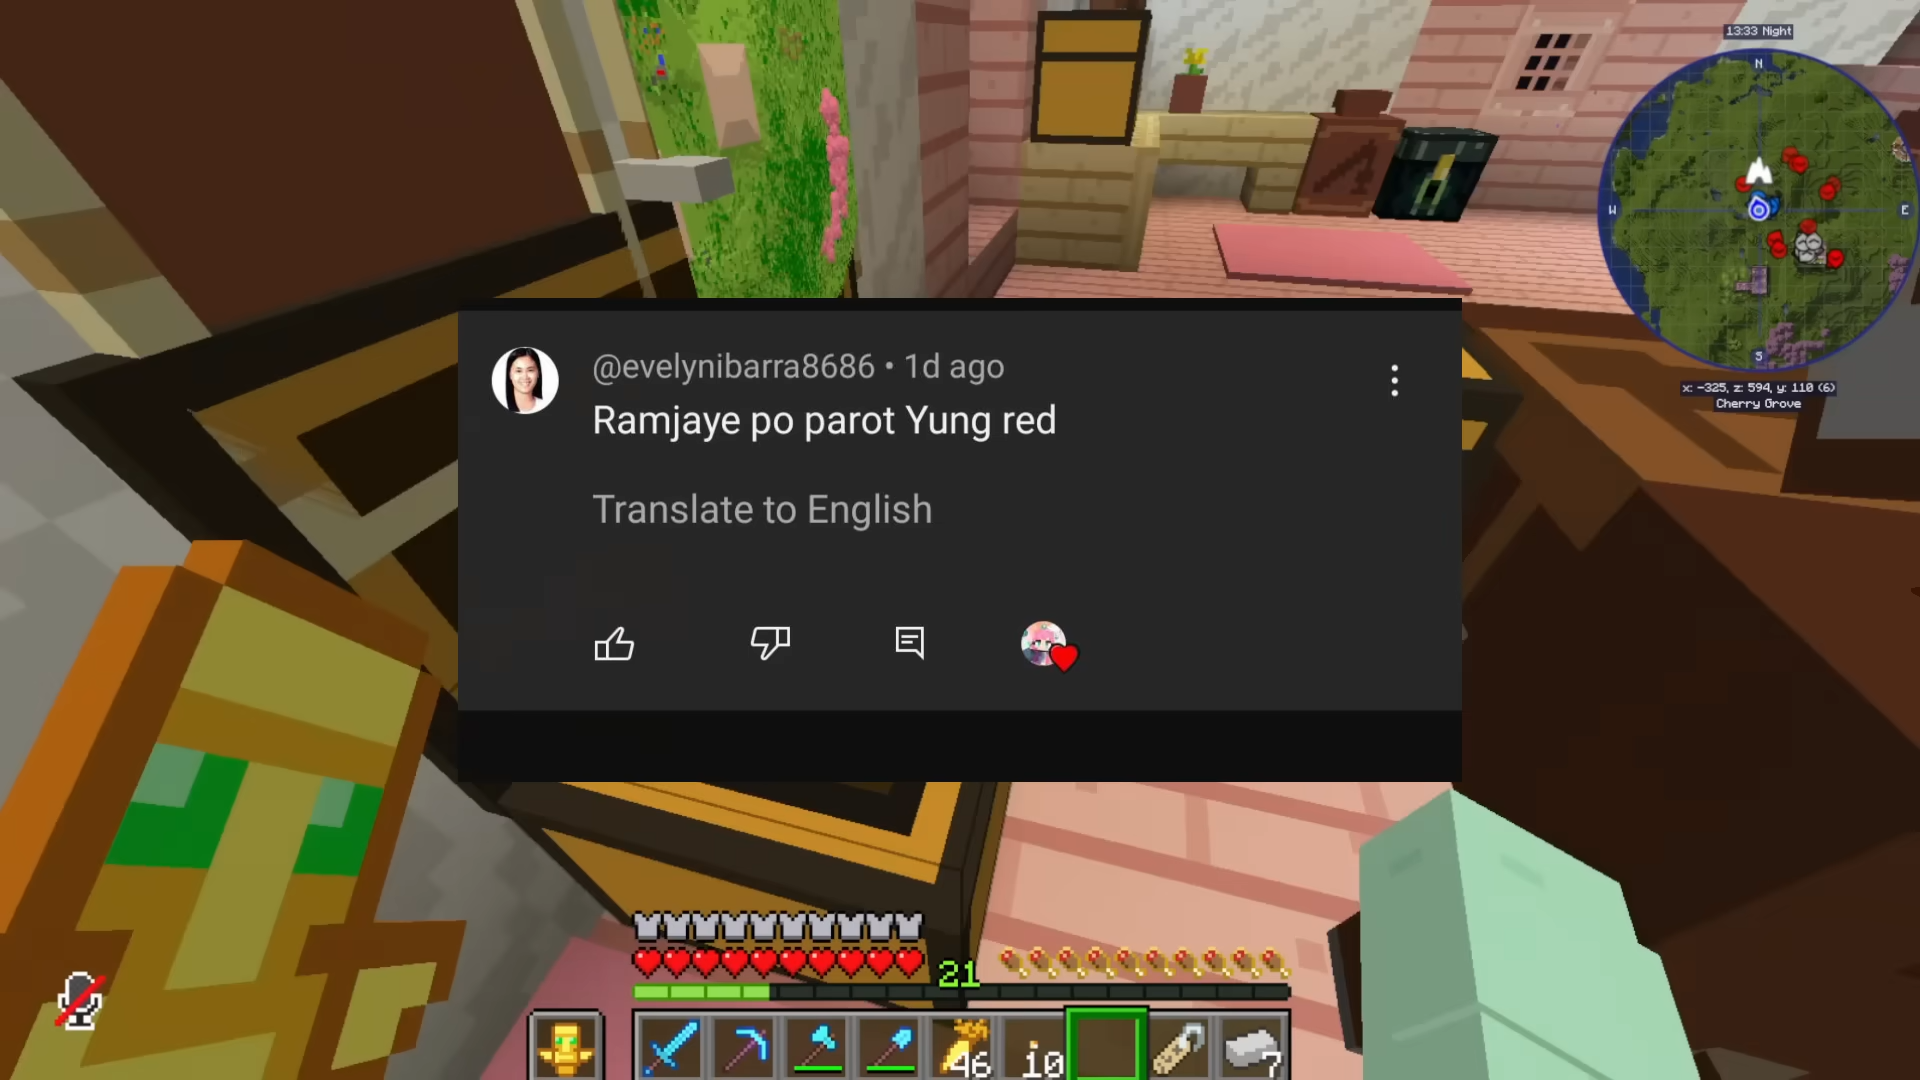 13:33 Night
N
W
E
S
x: -325, z: 594, y: 110 (6)
Cherry Grove
@evelynibarra8686 • 1d ago
Ramjaye po parot Yung red
Translate to English
21
46
10
7